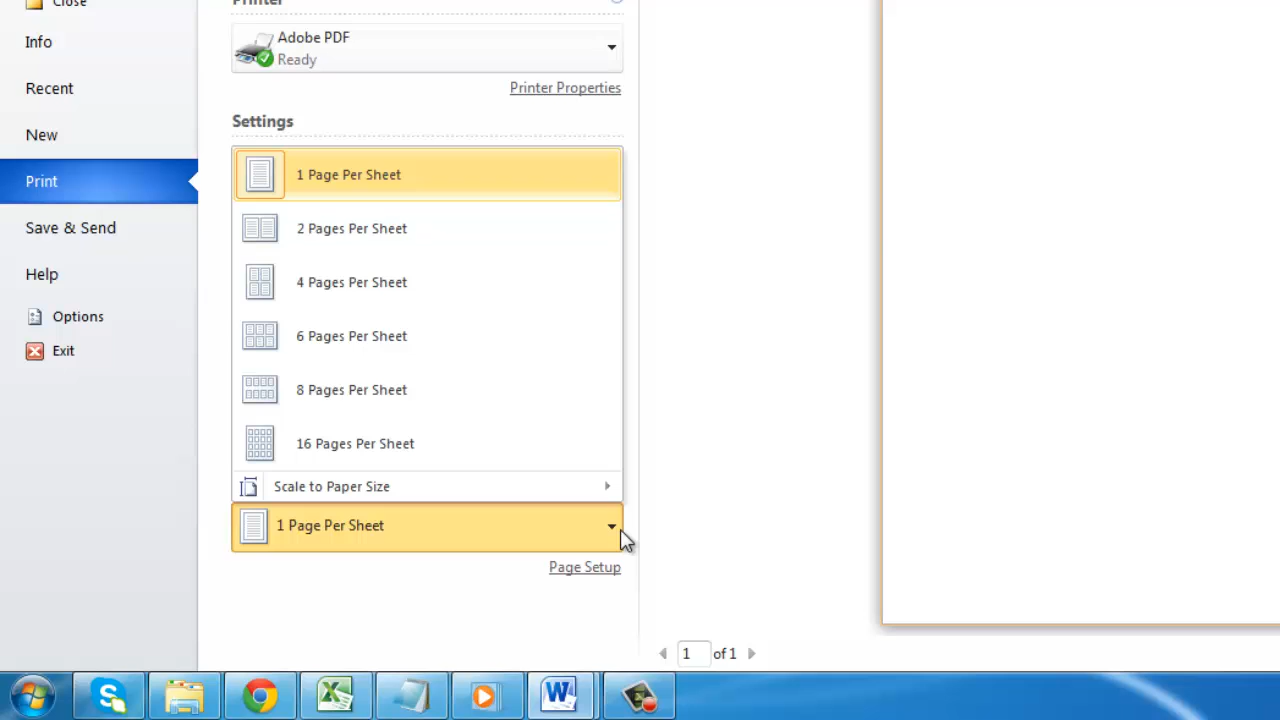 Close
Info
Recent
New
Print
Save & Send
Help
Options
Exit
Printer
Adobe PDF
Ready
Printer Properties
Settings
1 Page Per Sheet
2 Pages Per Sheet
4 Pages Per Sheet
6 Pages Per Sheet
8 Pages Per Sheet
16 Pages Per Sheet
Scale to Paper Size
1 Page Per Sheet
Page Setup
1 of 1